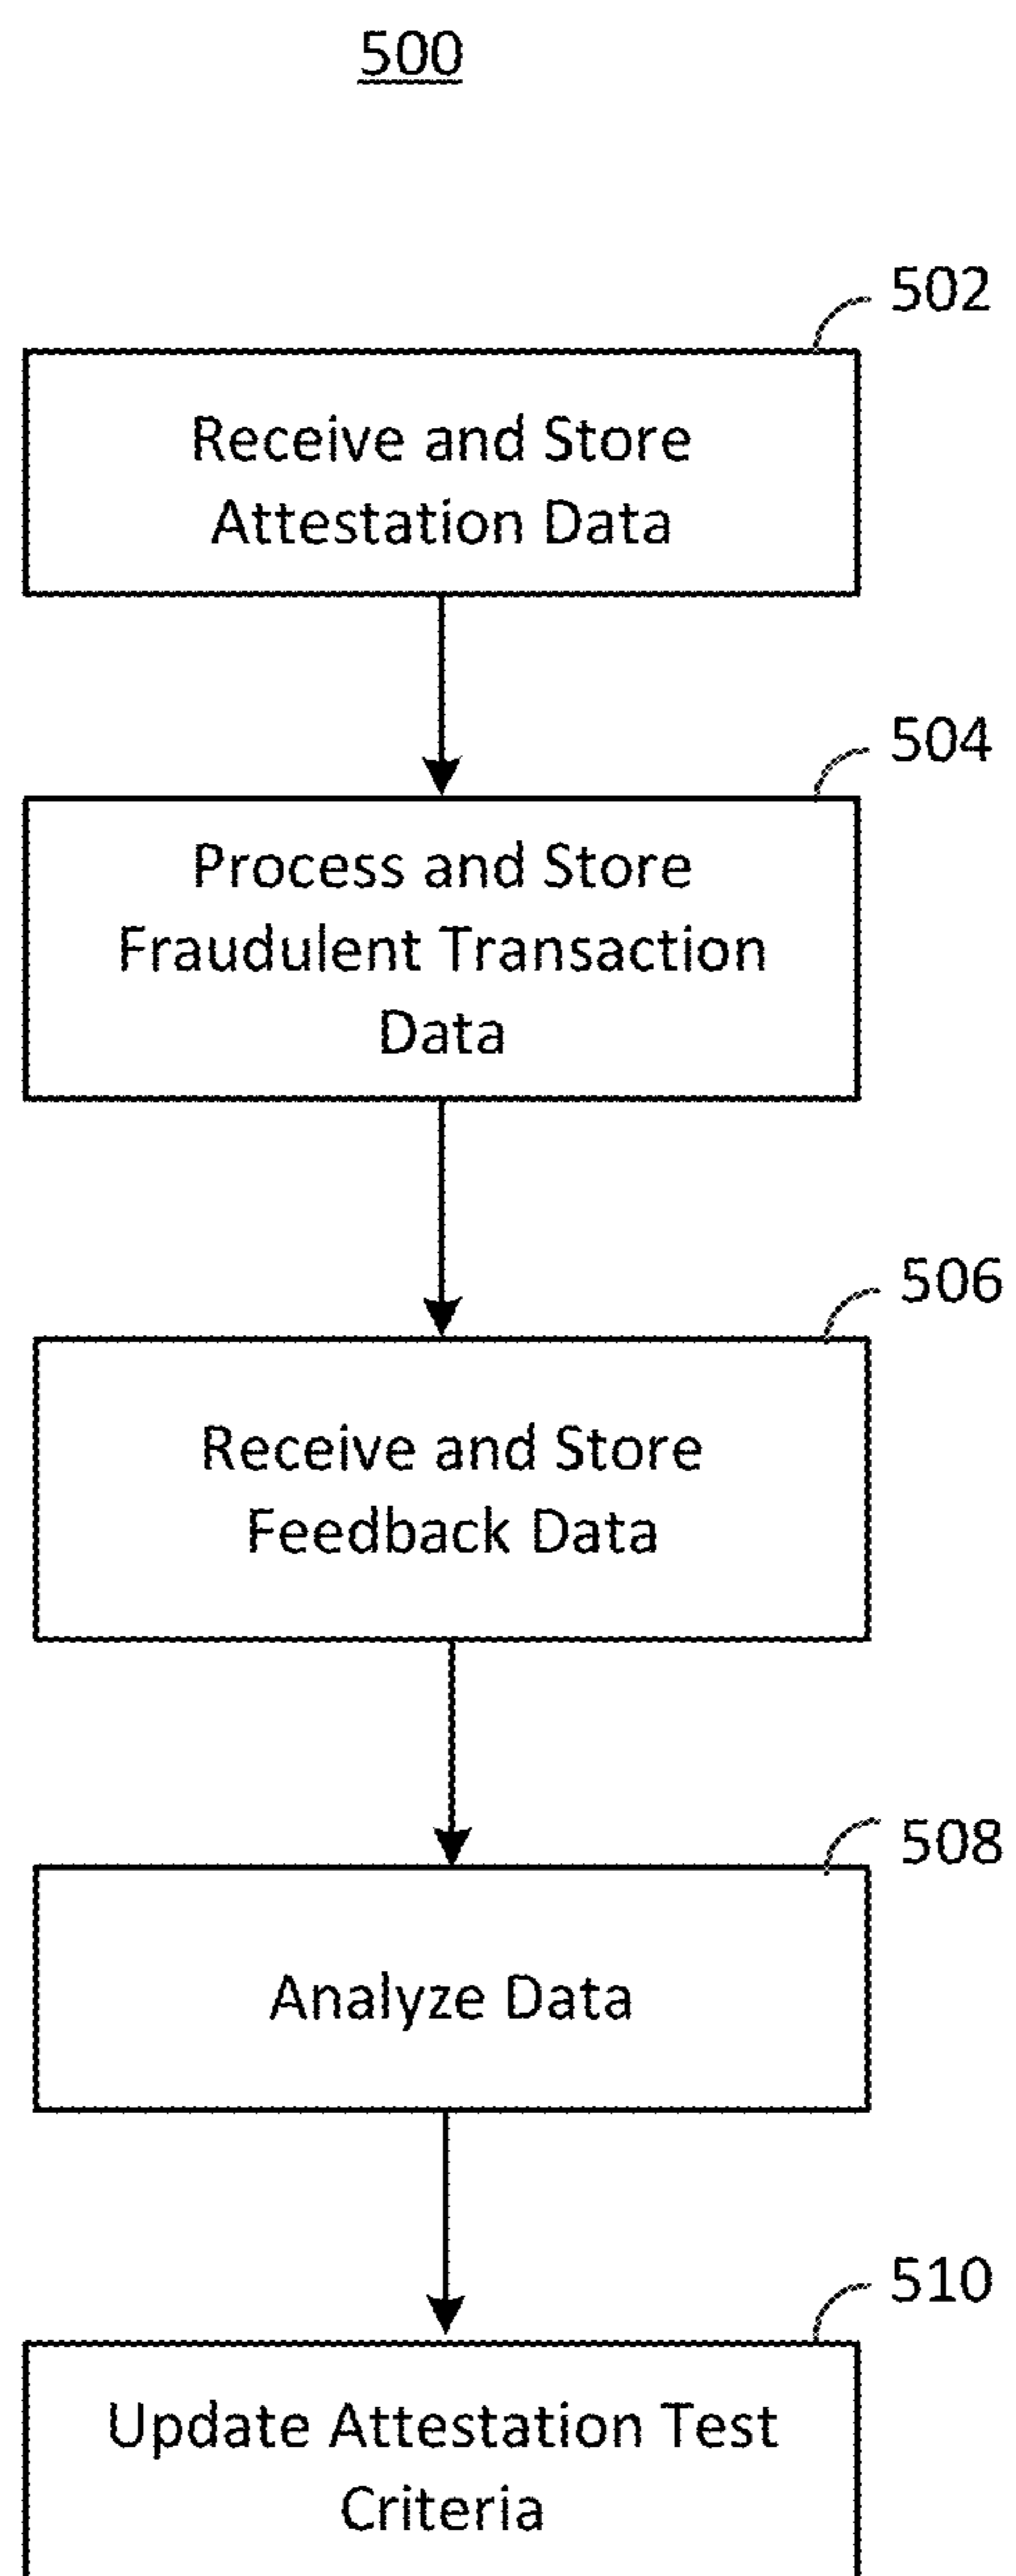 500
502
Receive and Store
Attestation Data
504
Process and Store
Fraudulent Transaction
Data
506
Receive and Store
Feedback Data
508
Analyze Data
510
Update Attestation Test
Criteria